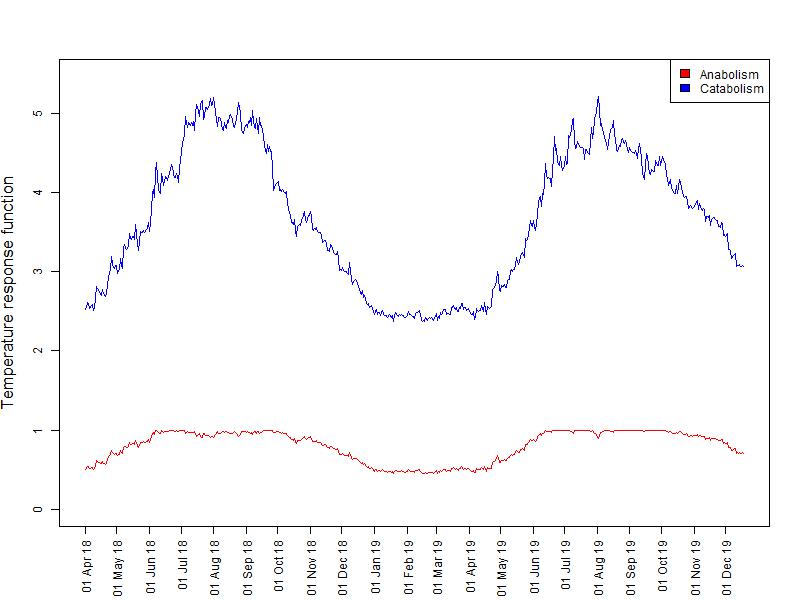 Anabolism
Catabolism
Temperature response function
5
4
3
2
1
0
01 Apr 18
01 May 18
01 Jun 18
01 Jul 18
01 Aug 18
01 Sep 18
01 Oct 18
01 Nov 18
01 Dec 18
01 Jan 19
01 Feb 19
01 Mar 19
01 Apr 19
01 May 19
01 Jun 19
01 Jul 19
01 Aug 19
01 Sep 19
01 Oct 19
01 Nov 19
01 Dec 19